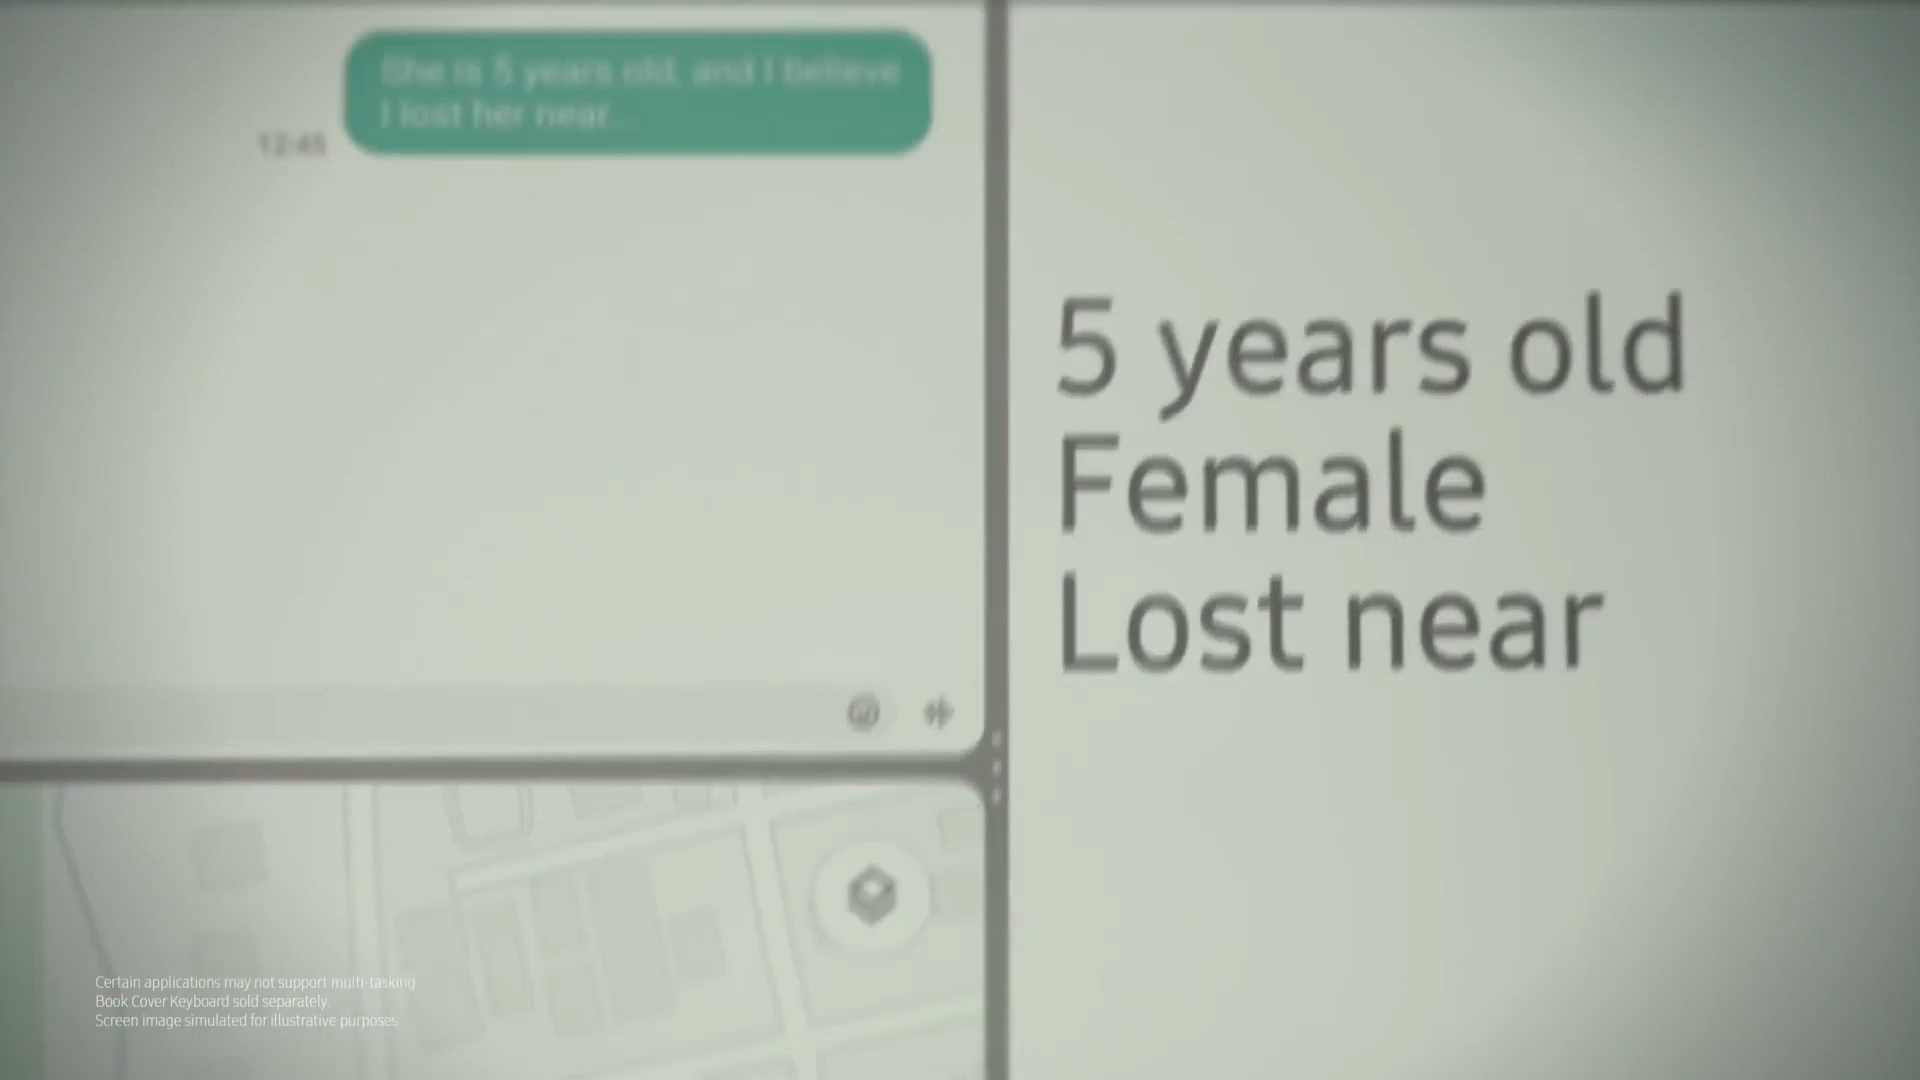 She is 5 years old, and I believe
I lost her near...
12:45
5 years old
Female
Lost near
Certain applications may not support multi-tasking
Book Cover Keyboard sold separately.
Screen image simulated for illustrative purposes.